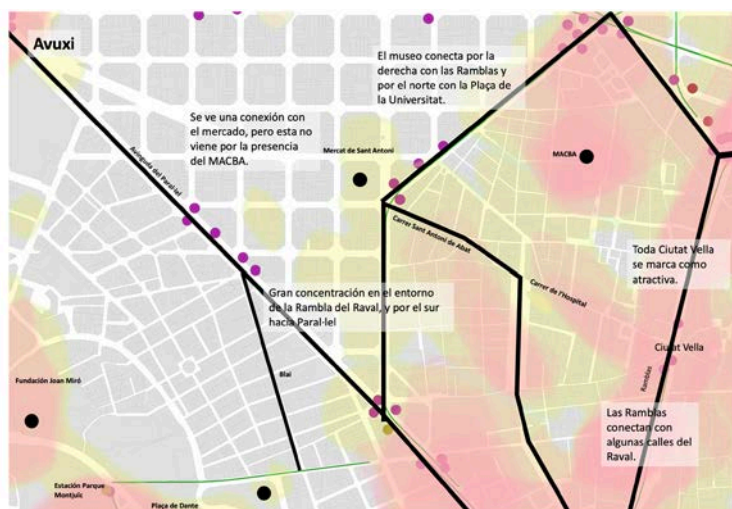 Avuxi
El museo conecta por la
derecha con las Ramblas y
por el norte con la Plaça de
la Universitat.
Se ve una conexión con
el mercado, pero esta no
viene por la presencia
del MACBA.
Mercat de Sant Antoni
MACBA
Avinguda del Paral·lel
Carrer Sant Antoni de Abat
Toda Ciutat Vella
se marca como
atractiva.
Carrer de l'Hospital
Gran concentración en el entorno
de la Rambla del Raval, y por el sur
hacia Paral·lel
Ciutat Vella
Blai
Ramblas
Fundación Joan Miró
Las Ramblas
conectan con
algunas calles del
Raval.
Estación Parque
Montjuic
Plaça de Dante